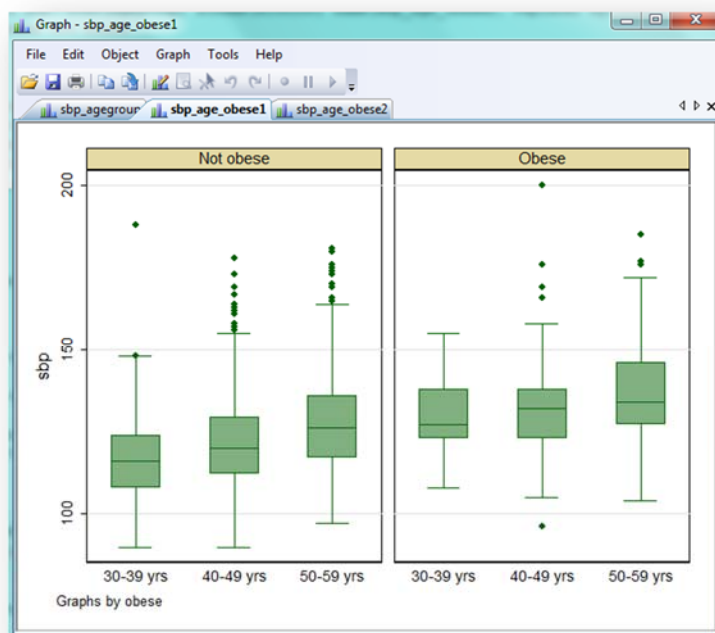 Graph - sbp_age_obese1
File Edit Object Graph Tools Help
sbp_agegroup sbp_age_obese1 sbp_age_obese2
Not obese Obese
200
150
100
sbp
30-39 yrs 40-49 yrs 50-59 yrs 30-39 yrs 40-49 yrs 50-59 yrs
Graphs by obese